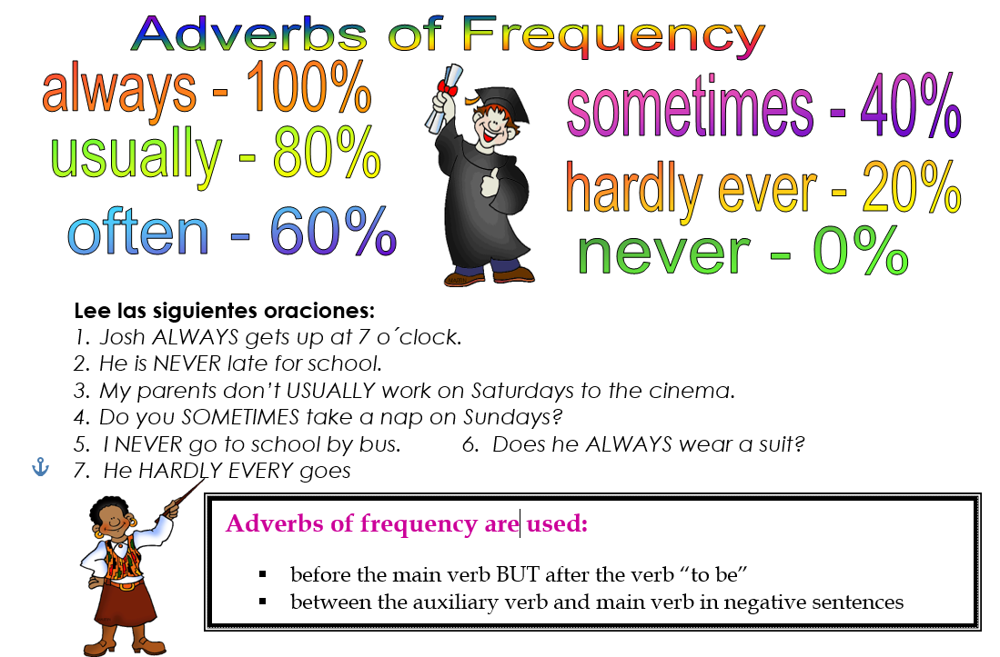 Adverbs of Frequency
always - 100%
usually - 80%
often - 60%
sometimes - 40%
hardly ever - 20%
never - 0%
Lee las siguientes oraciones:
1. Josh ALWAYS gets up at 7 o´clock.
2. He is NEVER late for school.
3. My parents don’t USUALLY work on Saturdays to the cinema.
4. Do you SOMETIMES take a nap on Sundays?
5. I NEVER go to school by bus. 6. Does he ALWAYS wear a suit?
7. He HARDLY EVERY goes
Adverbs of frequency are used:
▪ before the main verb BUT after the verb “to be”
▪ between the auxiliary verb and main verb in negative sentences